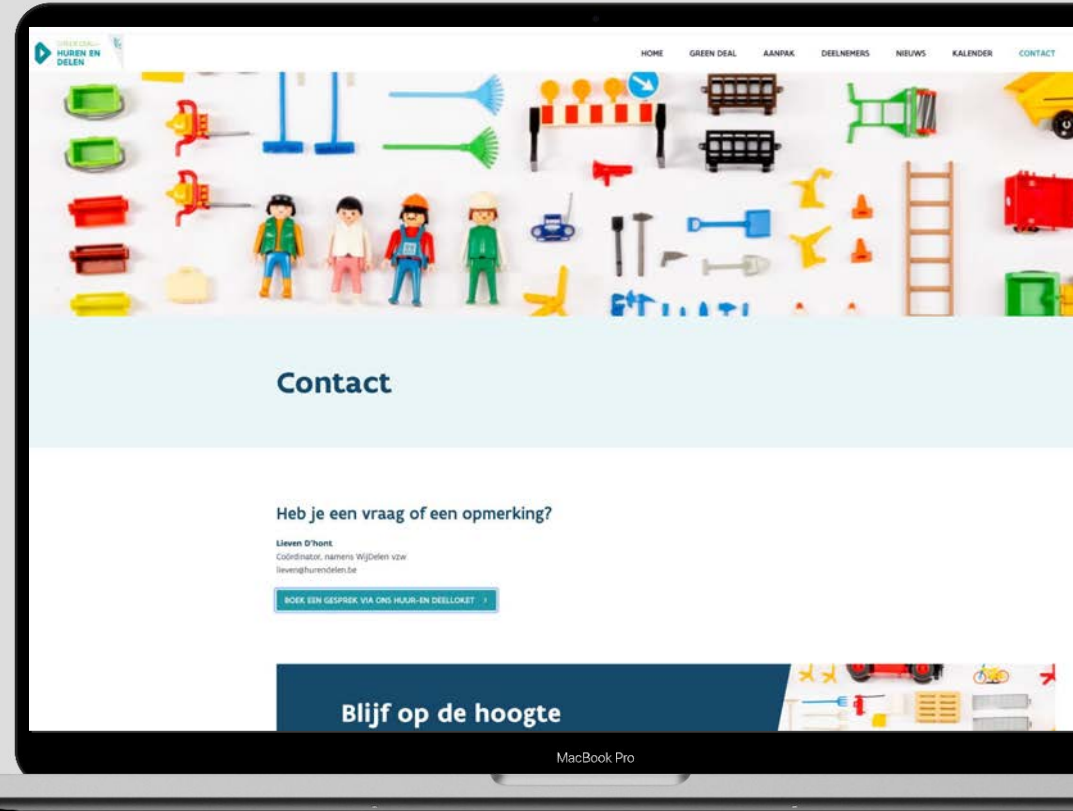 GREEN DEAL
HUREN EN
DELEN
HOME GREEN DEAL AANPAK DEELNEMERS NIEUWS KALENDER CONTACT
Contact
Heb je een vraag of een opmerking?
Lieven D'hont
Coördinator, namens WijDelen vzw
lieven@hurendelen.be
BOEK EEN GESPREK VIA ONS HUUR-EN DEELLOKET
Blijf op de hoogte
MacBook Pro